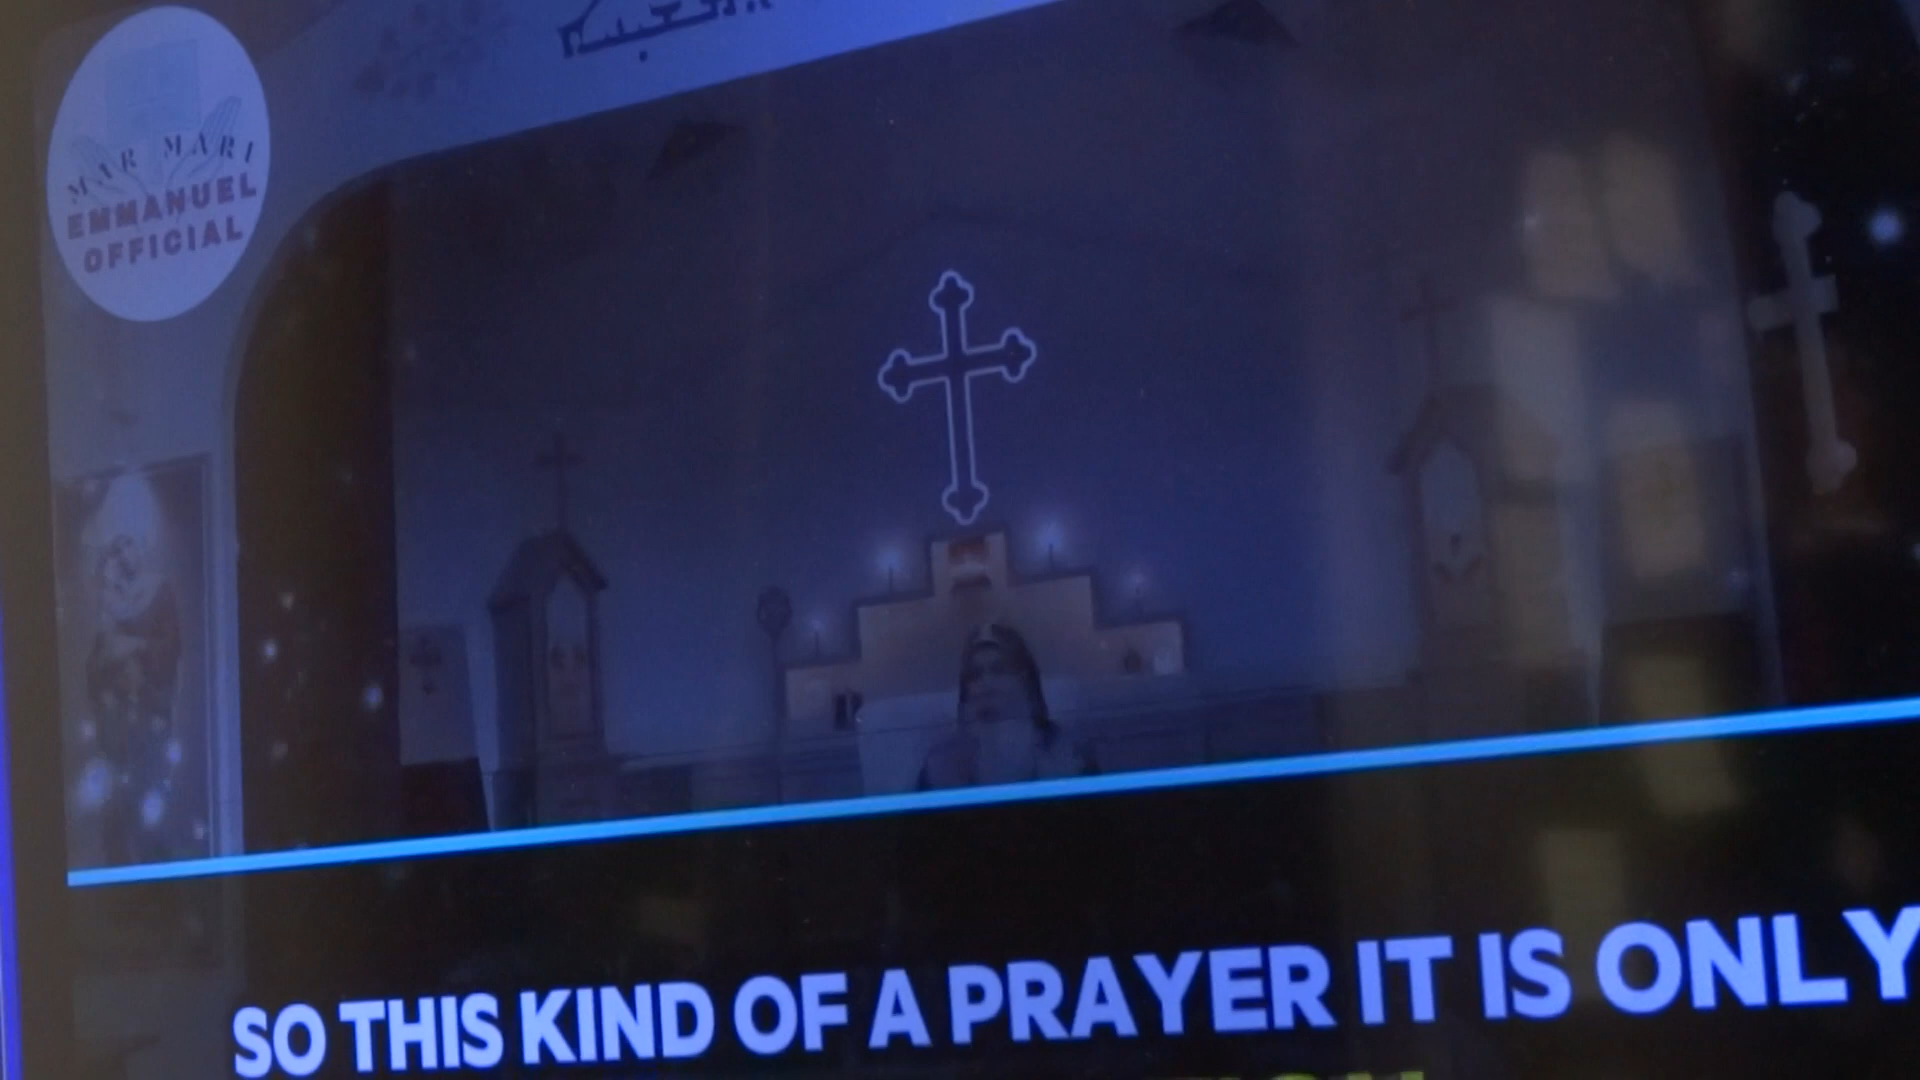 MAR MARI
EMMANUEL
OFFICIAL
SO THIS KIND OF A PRAYER IT IS ONLY